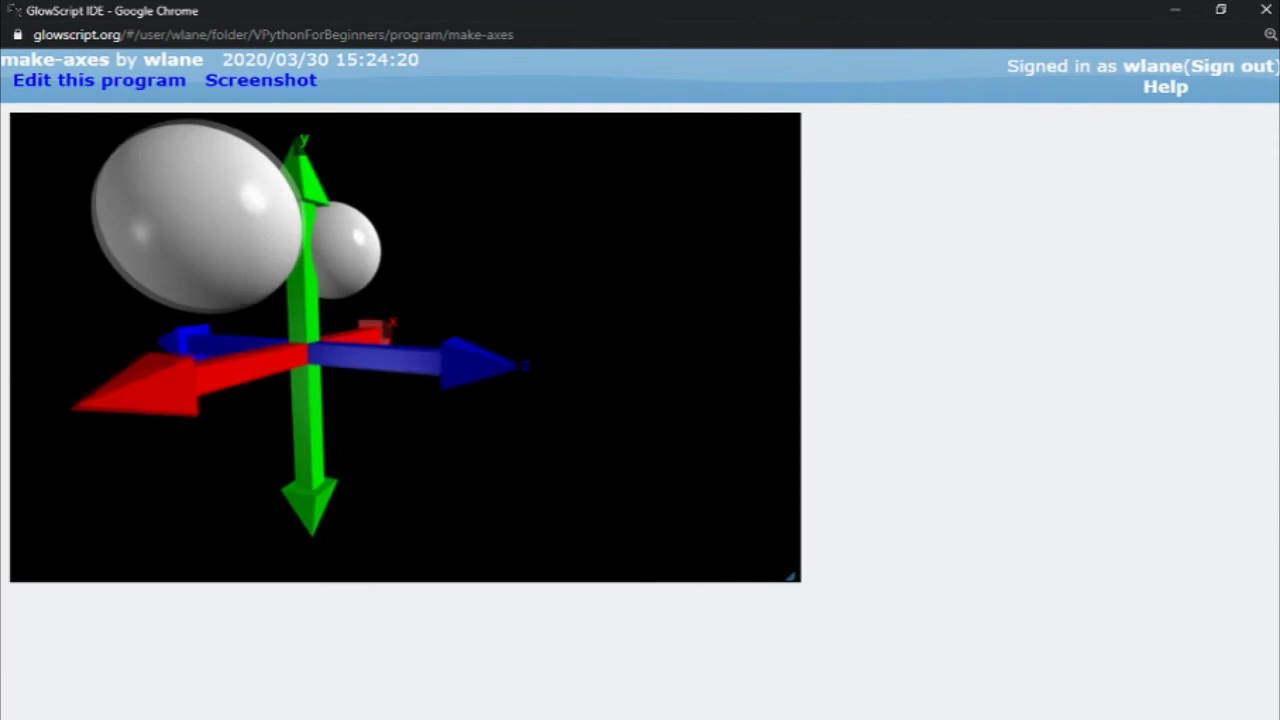 GlowScript IDE - Google Chrome
glowscript.org/#/user/wlane/folder/VPythonForBeginners/program/make-axes
make-axes by wlane 2020/03/30 15:24:20
Signed in as wlane(Sign out)
Edit this program Screenshot
Help
y
x
z